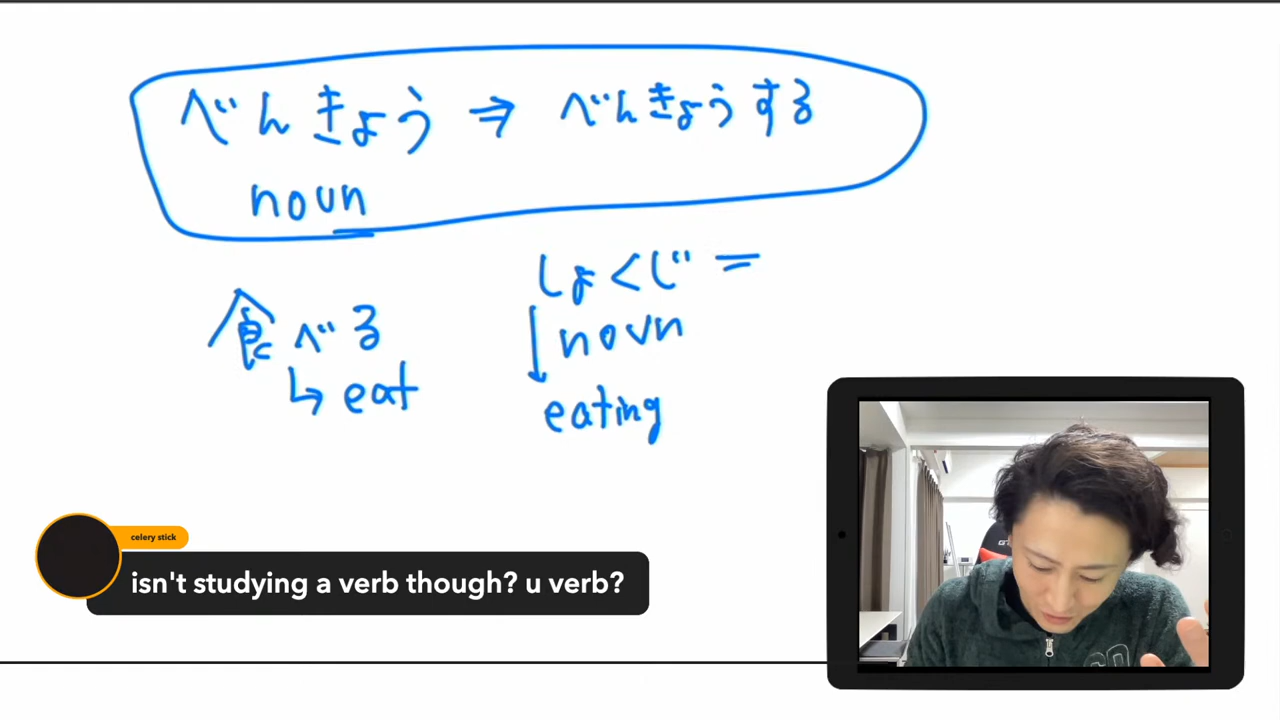 べんきょう ⇒ べんきょうする
noun
しょくじ =
食べる
noun
↳ eat
eating
celery stick
isn't studying a verb though? u verb?